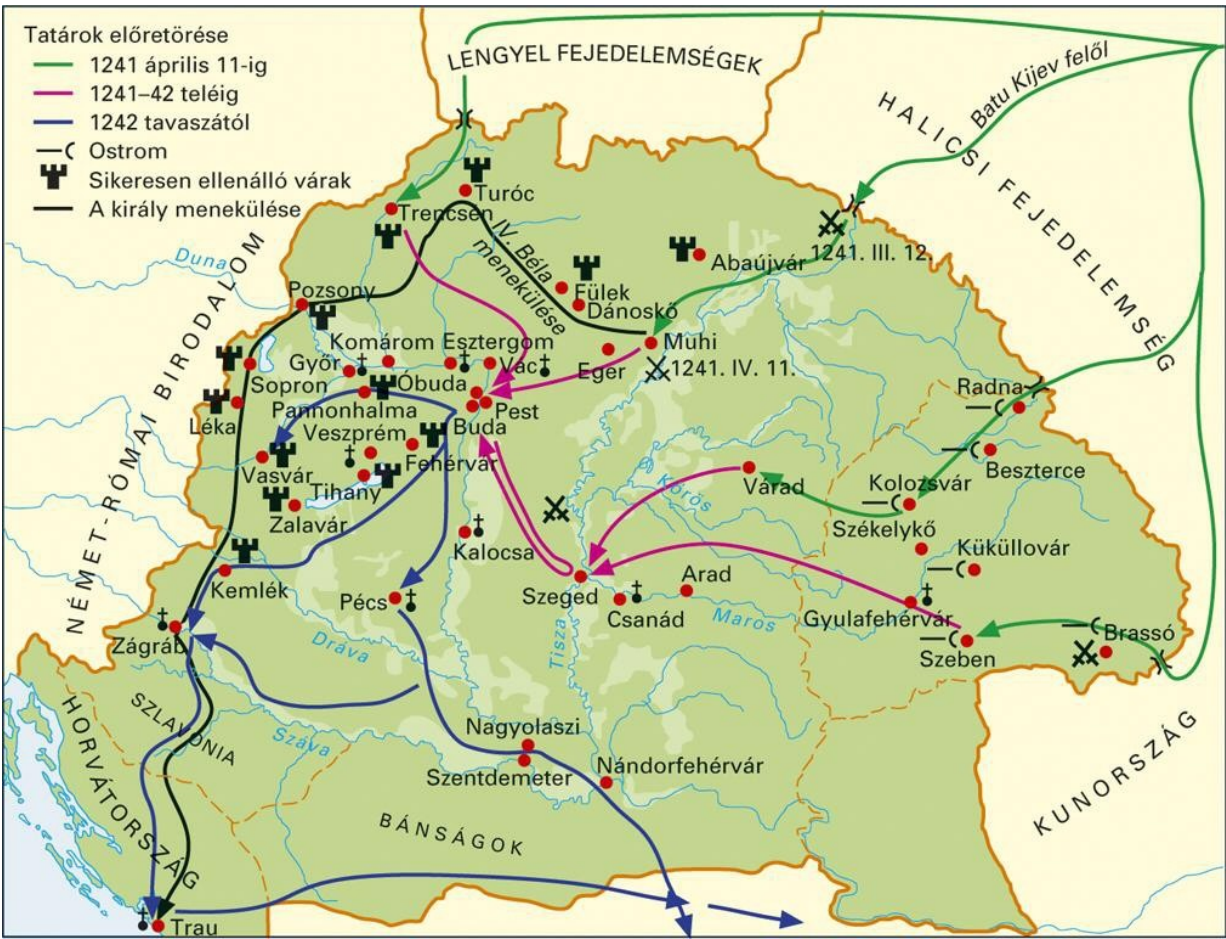 Tatárok előretörése
1241 április 11-ig
1241–42 teléig
1242 tavaszától
Ostrom
Sikeresen ellenálló várak
A király menekülése
LENGYEL FEJEDELEMSÉGEK
Batu Kijev felől
HALICSI FEJEDELEMSÉG
Turóc
Trencsén
IV. Béla
menekülése
Abaújvár
1241. III. 12.
Duna
Fülek
Dánoskő
Pozsony
NÉMET-RÓMAI BIRODALOM
Komárom
Esztergom
Muhi
Győr
Vác
Eger
1241. IV. 11.
Sopron
Óbuda
Radna
Pannonhalma
Pest
Léka
Veszprém
Buda
Fehérvár
Beszterce
Vasvár
Várad
Kolozsvár
Tihany
Körös
Székelykő
Zalavár
Kalocsa
Küküllővár
Kemlék
Szeged
Arad
Pécs
Csanád
Maros
Gyulafehérvár
Zágráb
Brassó
Dráva
Tisza
Szeben
HORVÁTORSZÁG
SZLAVÓNIA
Száva
Nagyolaszi
Szentdemeter
Nándorfehérvár
KUNORSZÁG
BÁNSÁGOK
Trau